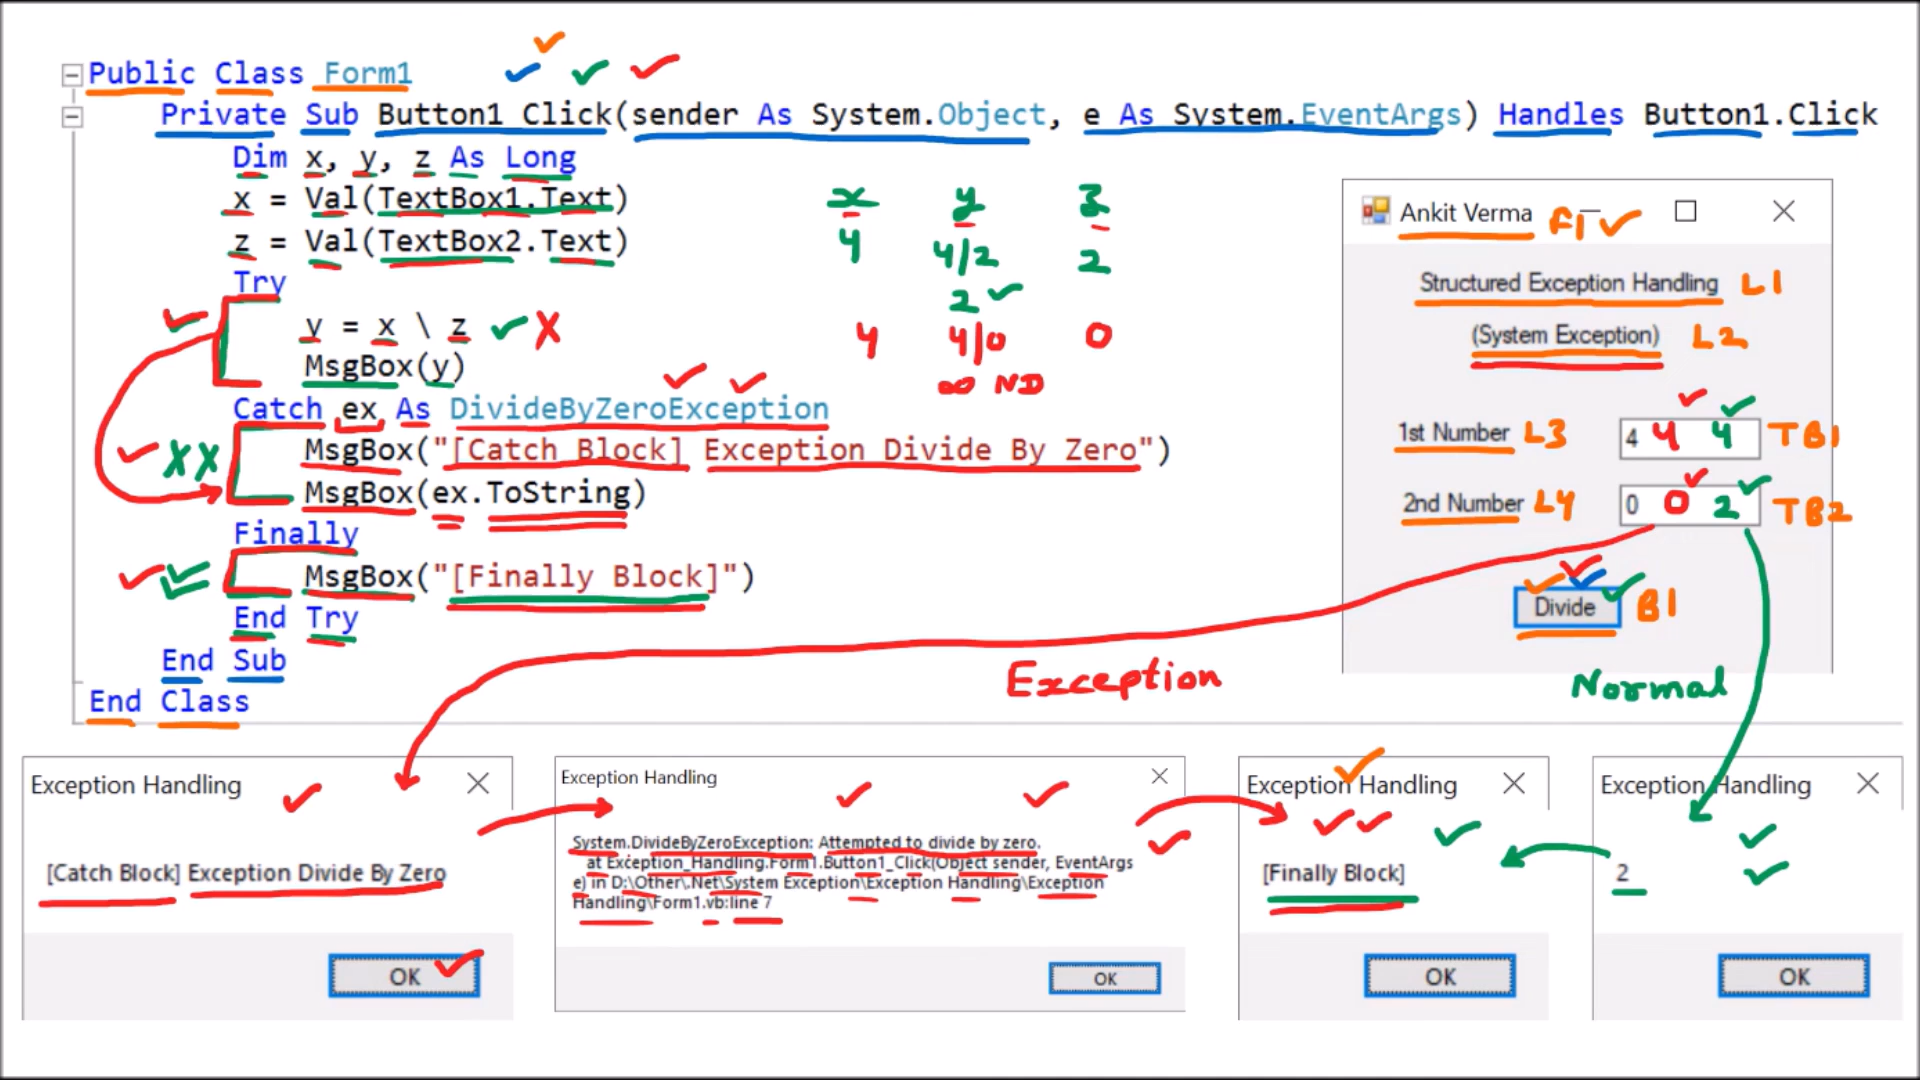 Public Class Form1
Private Sub Button1_Click(sender As System.Object, e As System.EventArgs) Handles Button1.Click
Dim x, y, z As Long
x = Val(TextBox1.Text)
z = Val(TextBox2.Text)
Try
y = x \ z
MsgBox(y)
Catch ex As DivideByZeroException
MsgBox("[Catch Block] Exception Divide By Zero")
MsgBox(ex.ToString)
Finally
MsgBox("[Finally Block]")
End Try
End Sub
End Class
x y z
4 4/2 2
2
4 4/0 0
∞ ND
Ankit Verma F1
Structured Exception Handling L1
(System Exception) L2
1st Number L3 4 4 4 TB1
2nd Number L4 0 0 2 TB2
Divide B1
Exception
Normal
Exception Handling
[Catch Block] Exception Divide By Zero
OK
Exception Handling
System.DivideByZeroException: Attempted to divide by zero.
at Exception_Handling.Form1.Button1_Click(Object sender, EventArgs
e) in D:\Other\.Net\System Exception\Exception Handling\Exception
Handling\Form1.vb:line 7
OK
Exception Handling
[Finally Block]
OK
Exception Handling
2
OK